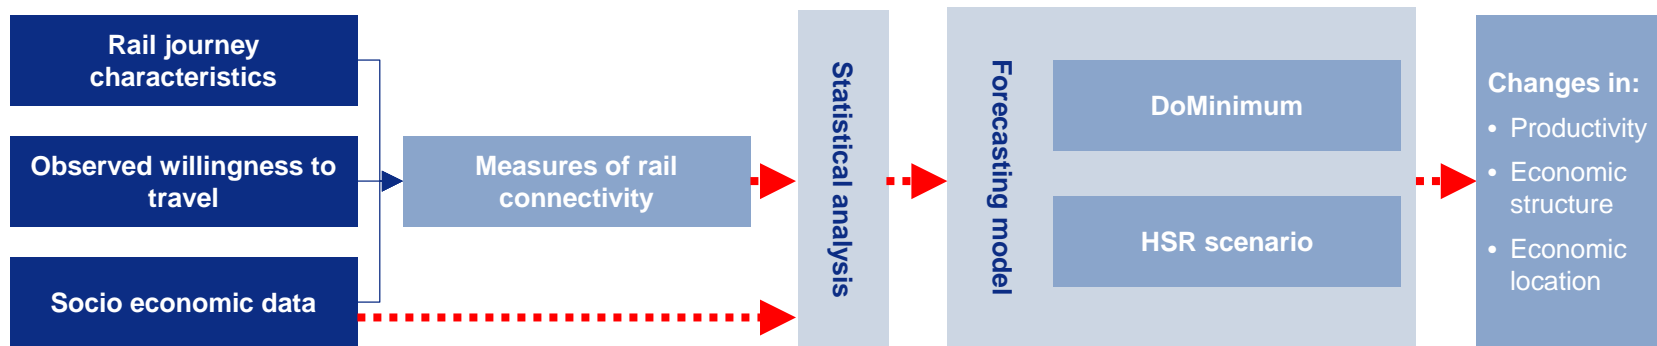 Rail journey
characteristics
Observed willingness to
travel
Socio economic data
Measures of rail
connectivity
Statistical analysis
Forecasting model
DoMinimum
HSR scenario
Changes in:
• Productivity
• Economic
structure
• Economic
location